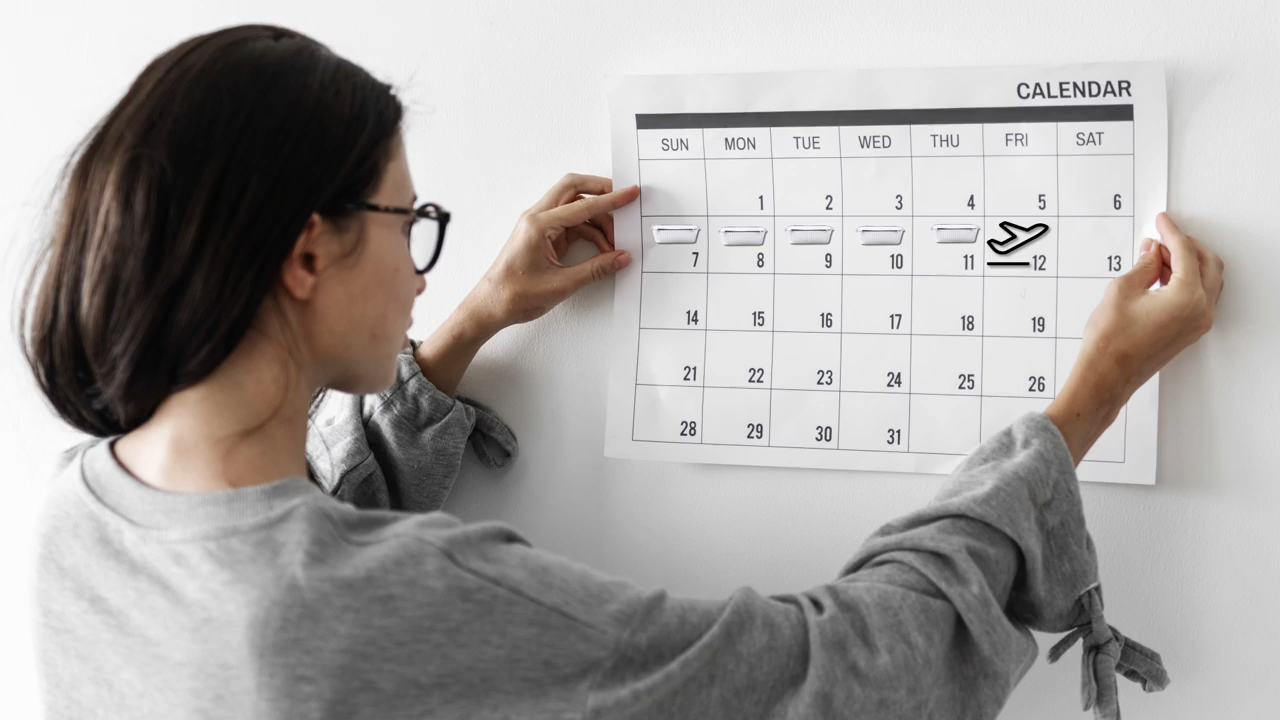 CALENDAR
SUN MON TUE WED THU FRI SAT
1 2 3 4 5 6
7 8 9 10 11 12 13
14 15 16 17 18 19
21 22 23 24 25 26
28 29 30 31